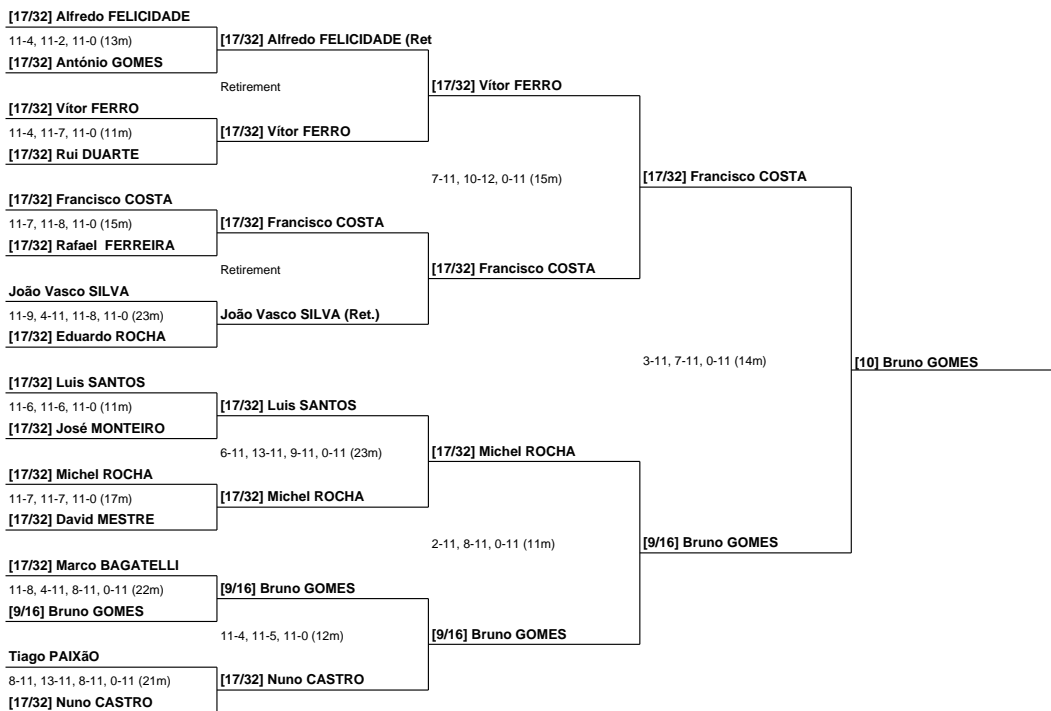 [17/32] Alfredo FELICIDADE
11-4, 11-2, 11-0 (13m)
[17/32] António GOMES
[17/32] Vítor FERRO
11-4, 11-7, 11-0 (11m)
[17/32] Rui DUARTE
[17/32] Francisco COSTA
11-7, 11-8, 11-0 (15m)
[17/32] Rafael FERREIRA
João Vasco SILVA
11-9, 4-11, 11-8, 11-0 (23m)
[17/32] Eduardo ROCHA
[17/32] Luis SANTOS
11-6, 11-6, 11-0 (11m)
[17/32] José MONTEIRO
[17/32] Michel ROCHA
11-7, 11-7, 11-0 (17m)
[17/32] David MESTRE
[17/32] Marco BAGATELLI
11-8, 4-11, 8-11, 0-11 (22m)
[9/16] Bruno GOMES
Tiago PAIXãO
8-11, 13-11, 8-11, 0-11 (21m)
[17/32] Nuno CASTRO
[17/32] Alfredo FELICIDADE (Ret
Retirement
[17/32] Vítor FERRO
[17/32] Francisco COSTA
Retirement
João Vasco SILVA (Ret.)
[17/32] Luis SANTOS
6-11, 13-11, 9-11, 0-11 (23m)
[17/32] Michel ROCHA
[9/16] Bruno GOMES
11-4, 11-5, 11-0 (12m)
[17/32] Nuno CASTRO
[17/32] Vítor FERRO
7-11, 10-12, 0-11 (15m)
[17/32] Francisco COSTA
[17/32] Michel ROCHA
2-11, 8-11, 0-11 (11m)
[9/16] Bruno GOMES
[17/32] Francisco COSTA
3-11, 7-11, 0-11 (14m)
[9/16] Bruno GOMES
[10] Bruno GOMES